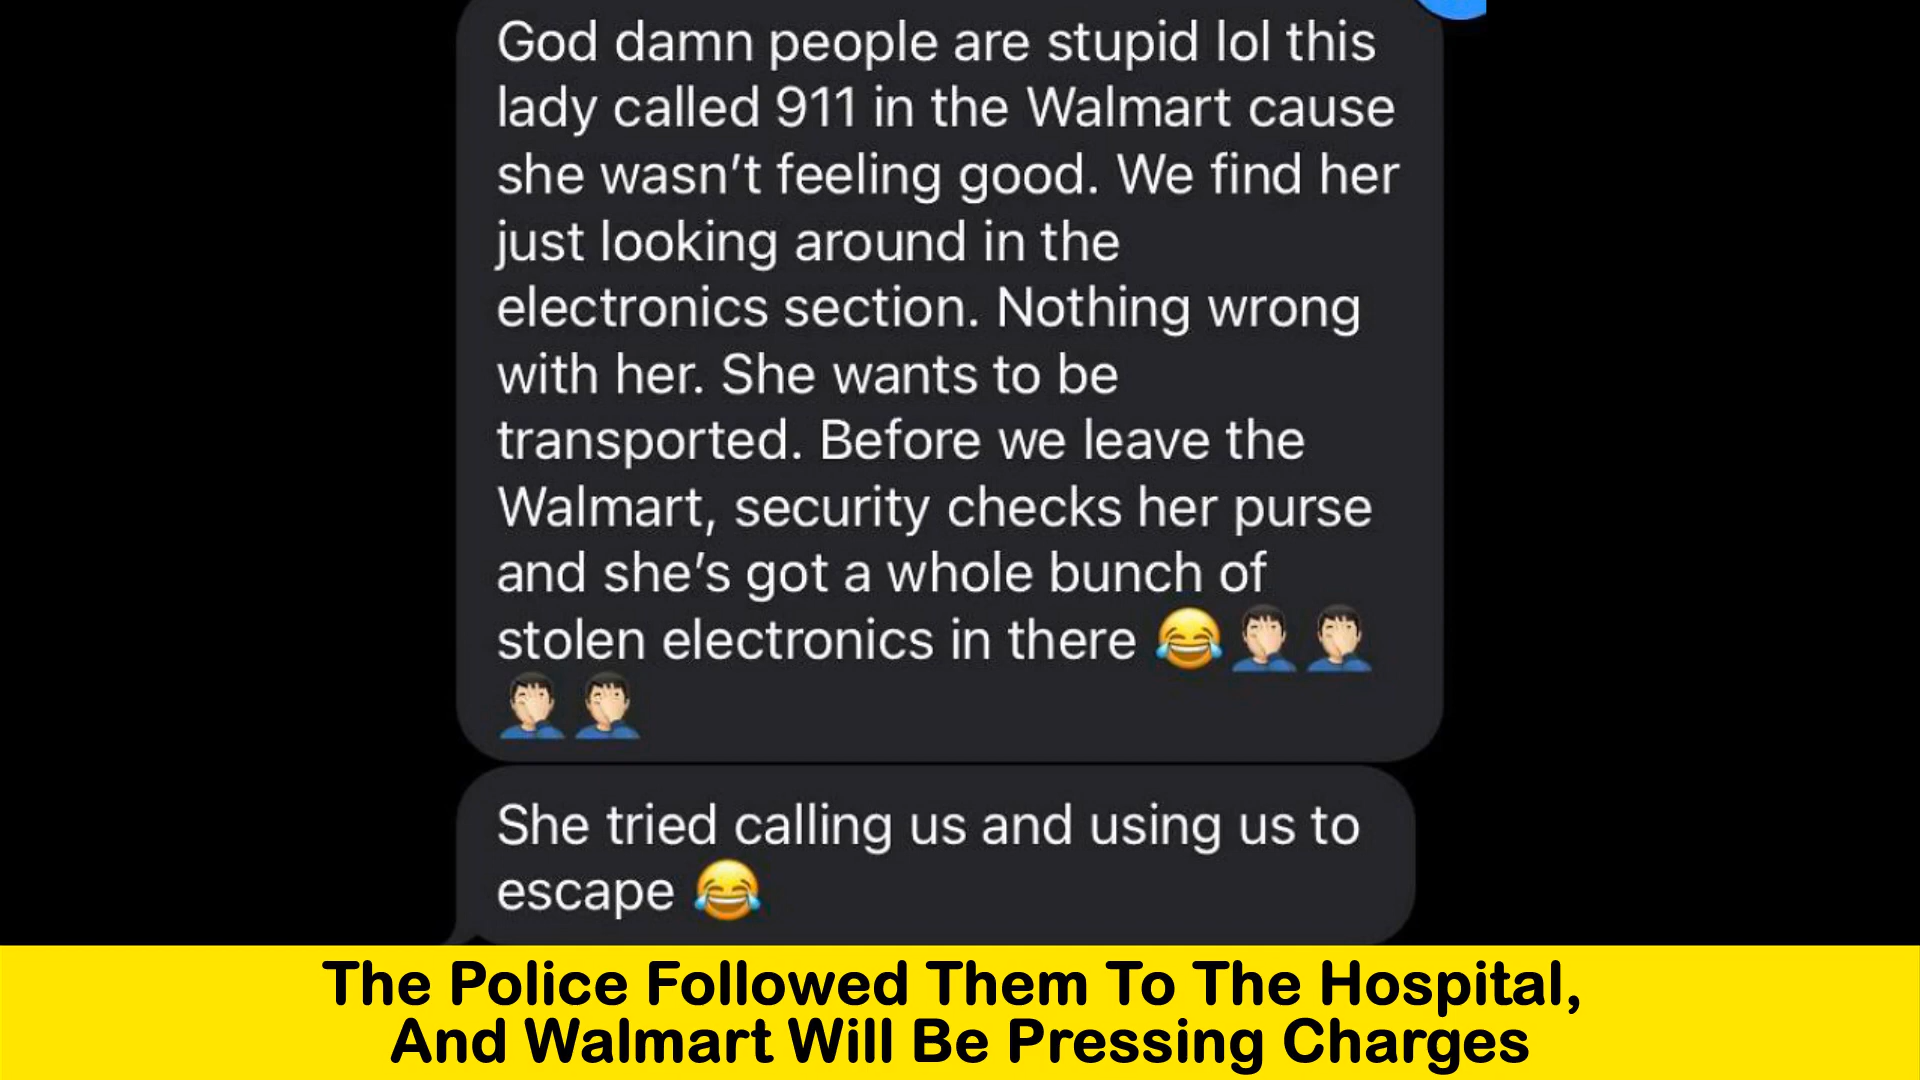 God damn people are stupid lol this
lady called 911 in the Walmart cause
she wasn’t feeling good. We find her
just looking around in the
electronics section. Nothing wrong
with her. She wants to be
transported. Before we leave the
Walmart, security checks her purse
and she’s got a whole bunch of
stolen electronics in there 😂🤦🏻‍♂️🤦🏻‍♂️
🤦🏻‍♂️🤦🏻‍♂️
She tried calling us and using us to
escape 😂
The Police Followed Them To The Hospital,
And Walmart Will Be Pressing Charges